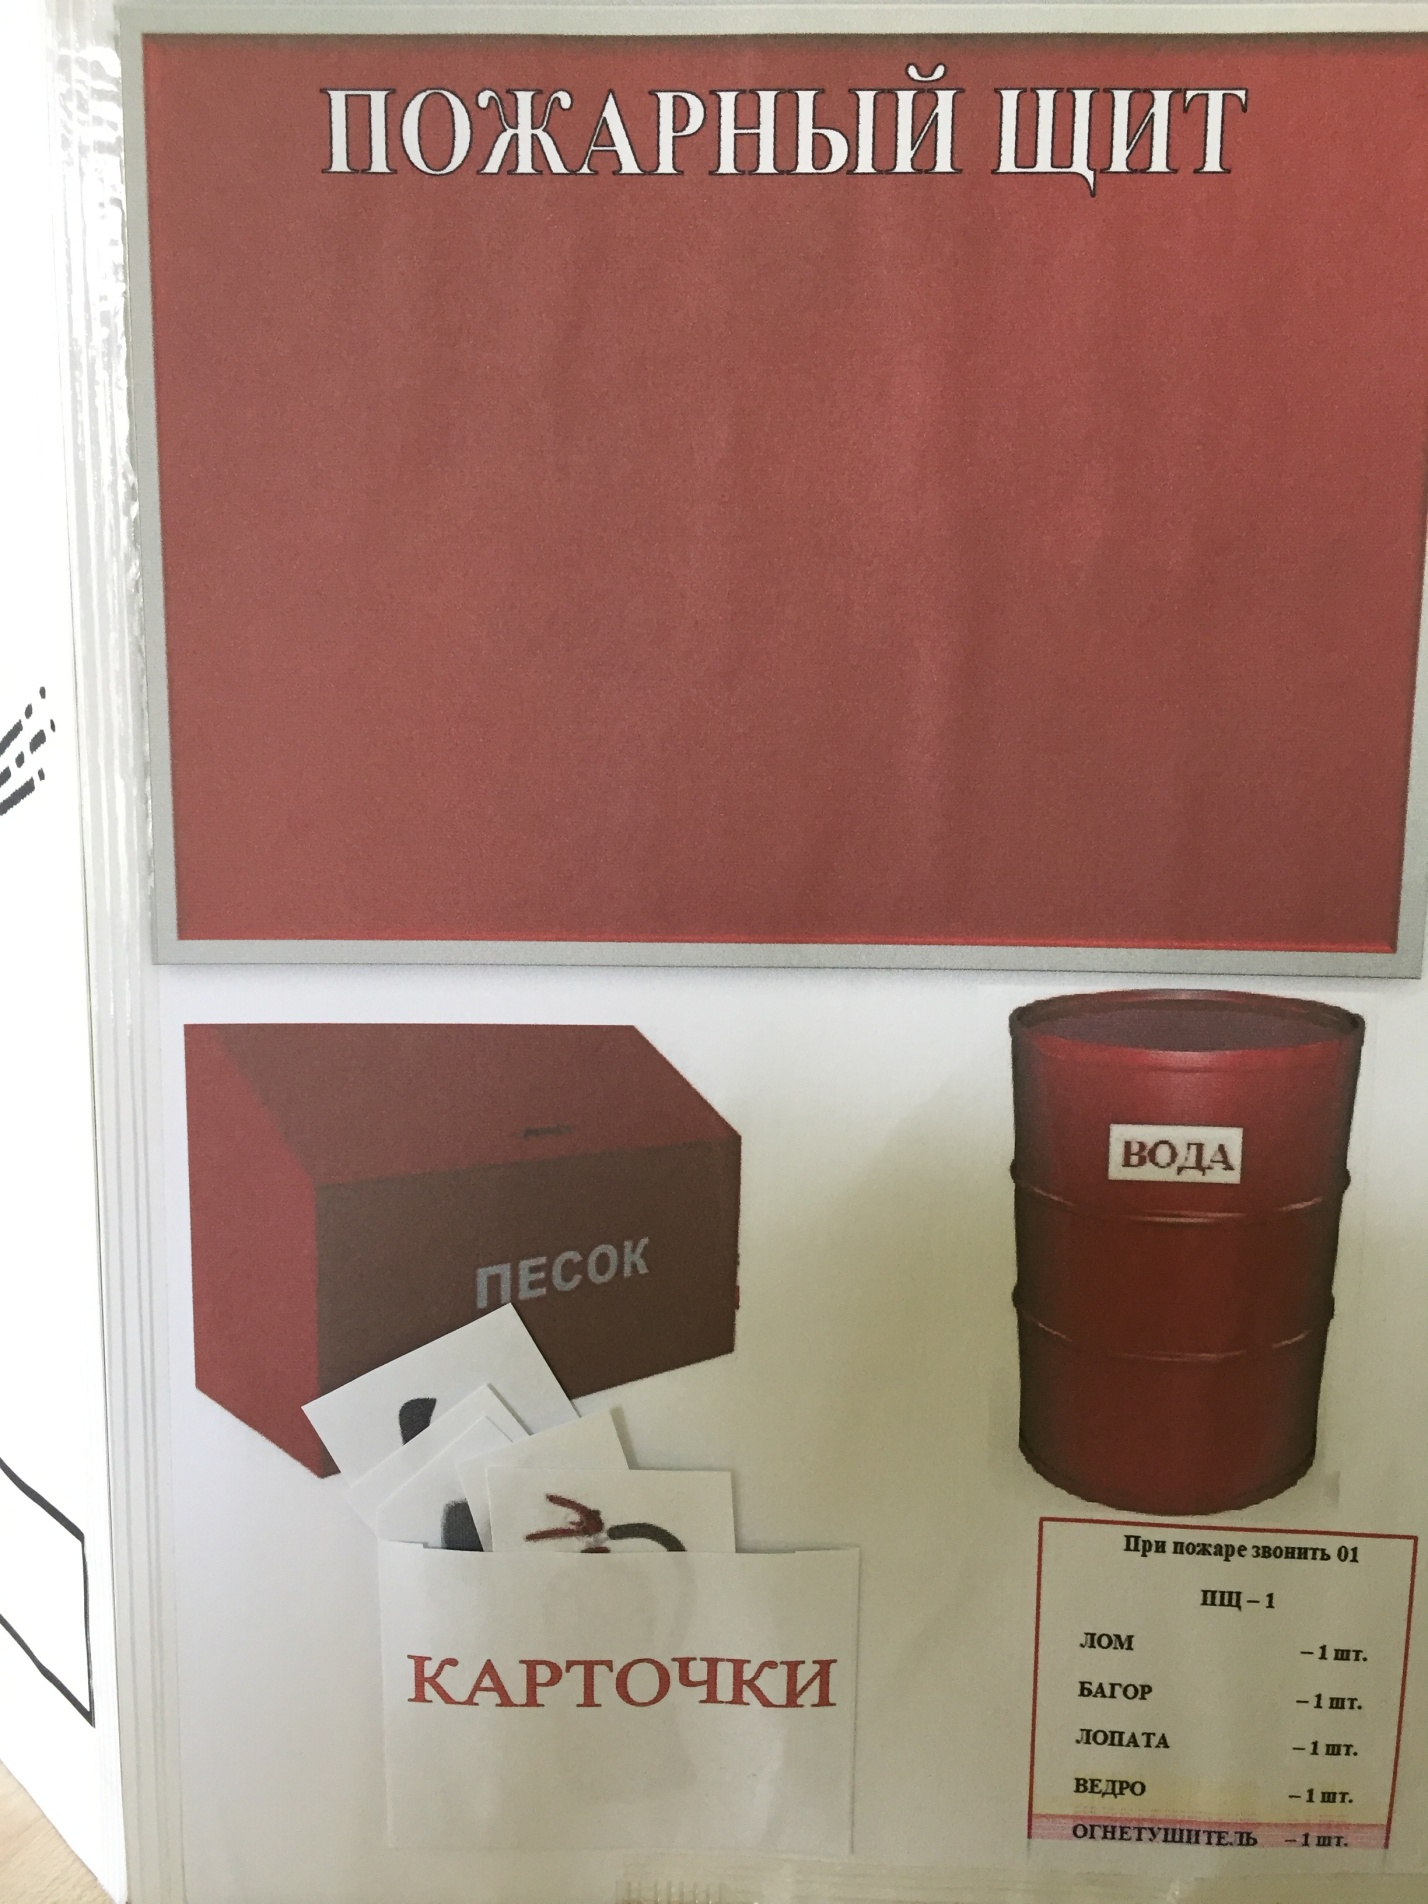 ПОЖАРНЫЙ ЩИТ
ПЕСОК
ВОДА
КАРТОЧКИ
При пожаре звонить 01
ПЩ – 1
ЛОМ – 1 шт.
БАГОР – 1 шт.
ЛОПАТА – 1 шт.
ВЕДРО – 1 шт.
ОГНЕТУШИТЕЛЬ – 1 шт.